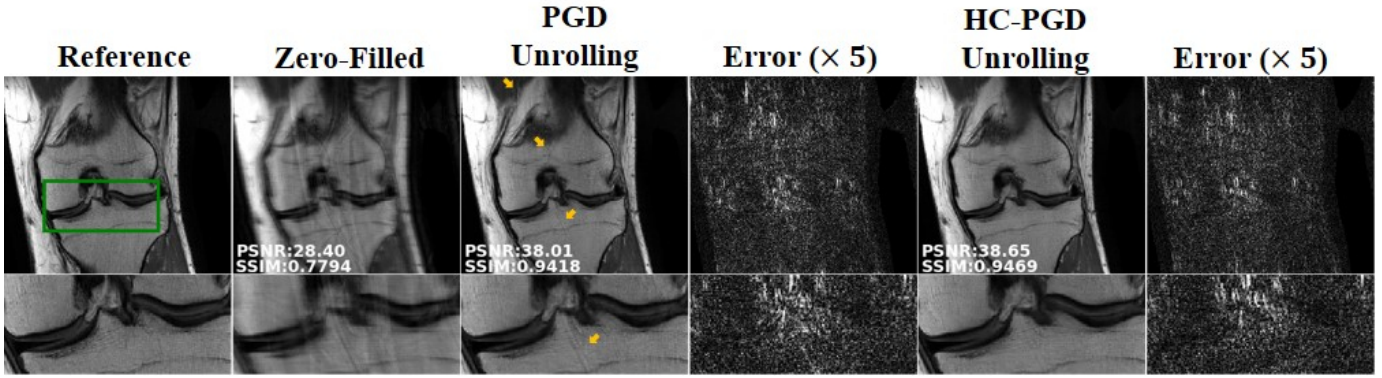 Reference
Zero-Filled
PGD
Unrolling
Error (× 5)
HC-PGD
Unrolling
Error (× 5)
PSNR:28.40
SSIM:0.7794
PSNR:38.01
SSIM:0.9418
PSNR:38.65
SSIM:0.9469